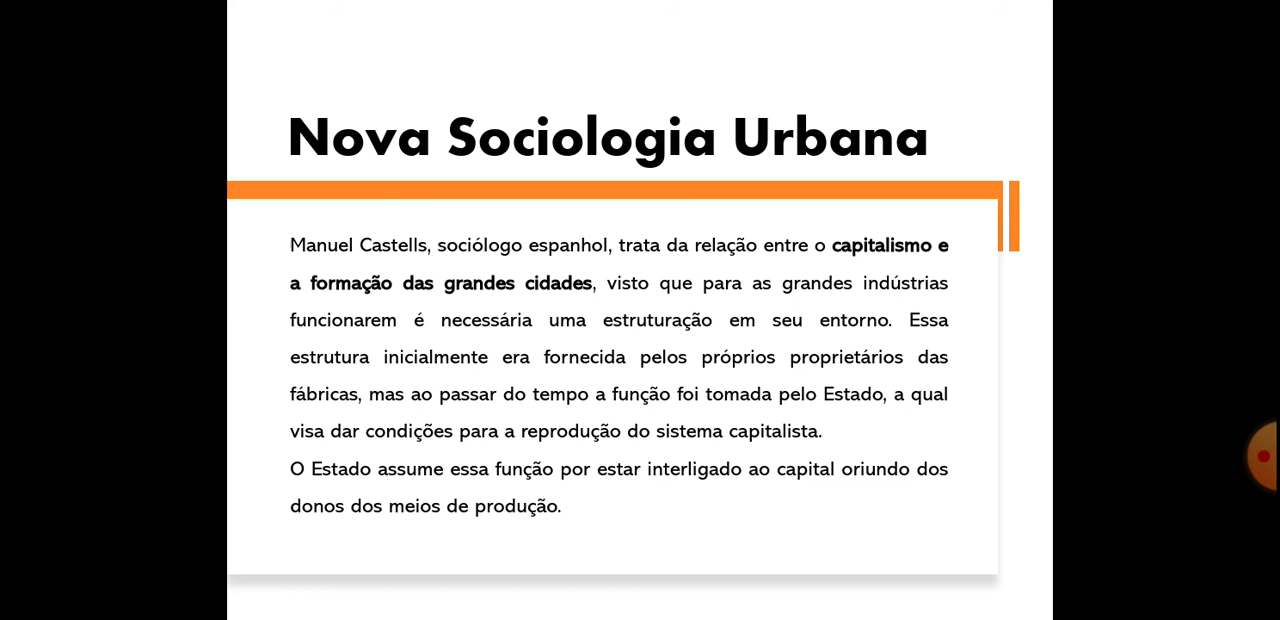 Nova Sociologia Urbana
Manuel Castells, sociólogo espanhol, trata da relação entre o capitalismo e
a formação das grandes cidades, visto que para as grandes indústrias
funcionarem é necessária uma estruturação em seu entorno. Essa
estrutura inicialmente era fornecida pelos próprios proprietários das
fábricas, mas ao passar do tempo a função foi tomada pelo Estado, a qual
visa dar condições para a reprodução do sistema capitalista.
O Estado assume essa função por estar interligado ao capital oriundo dos
donos dos meios de produção.